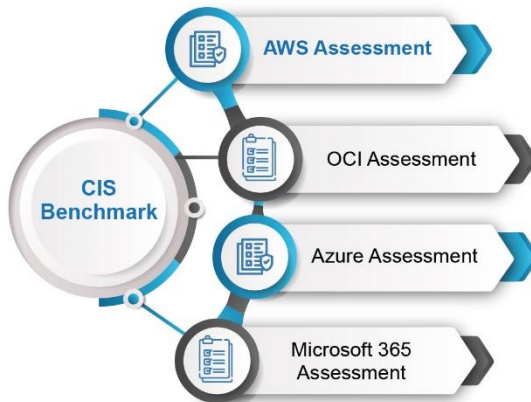 AWS Assessment
OCI Assessment
CIS
Benchmark
Azure Assessment
Microsoft 365
Assessment